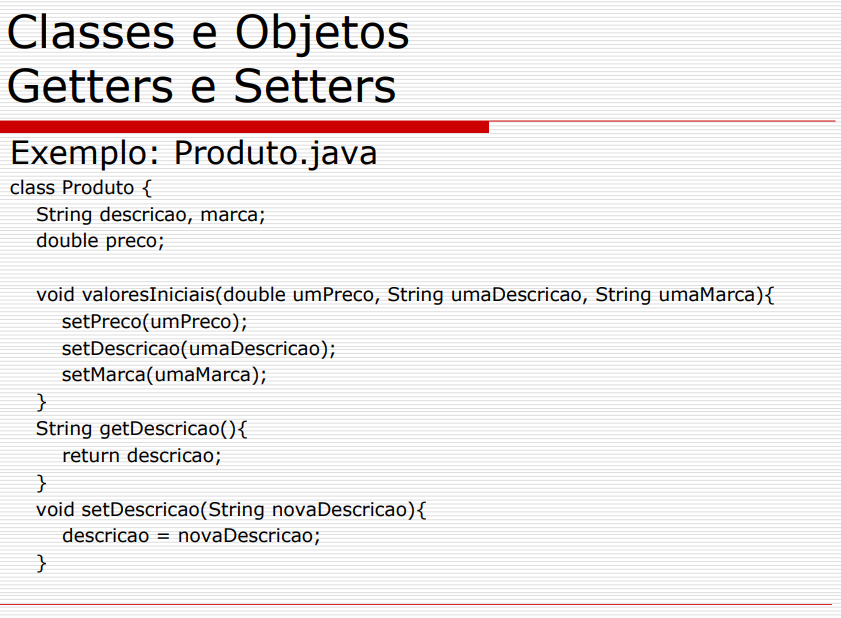 Classes e Objetos
Getters e Setters
Exemplo: Produto.java
class Produto {
String descricao, marca;
double preco;
void valoresIniciais(double umPreco, String umaDescricao, String umaMarca){
setPreco(umPreco);
setDescricao(umaDescricao);
setMarca(umaMarca);
}
String getDescricao(){
return descricao;
}
void setDescricao(String novaDescricao){
descricao = novaDescricao;
}